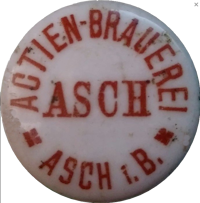 ACTIEN-BRAUEREI
ASCH
ASCH i.B.